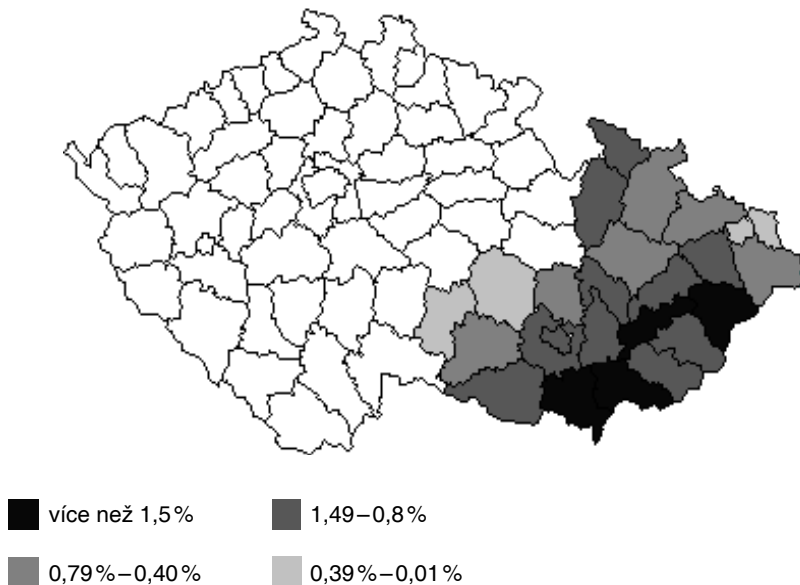 více než 1,5 %
1,49–0,8 %
0,79 %–0,40 %
0,39 %–0,01 %